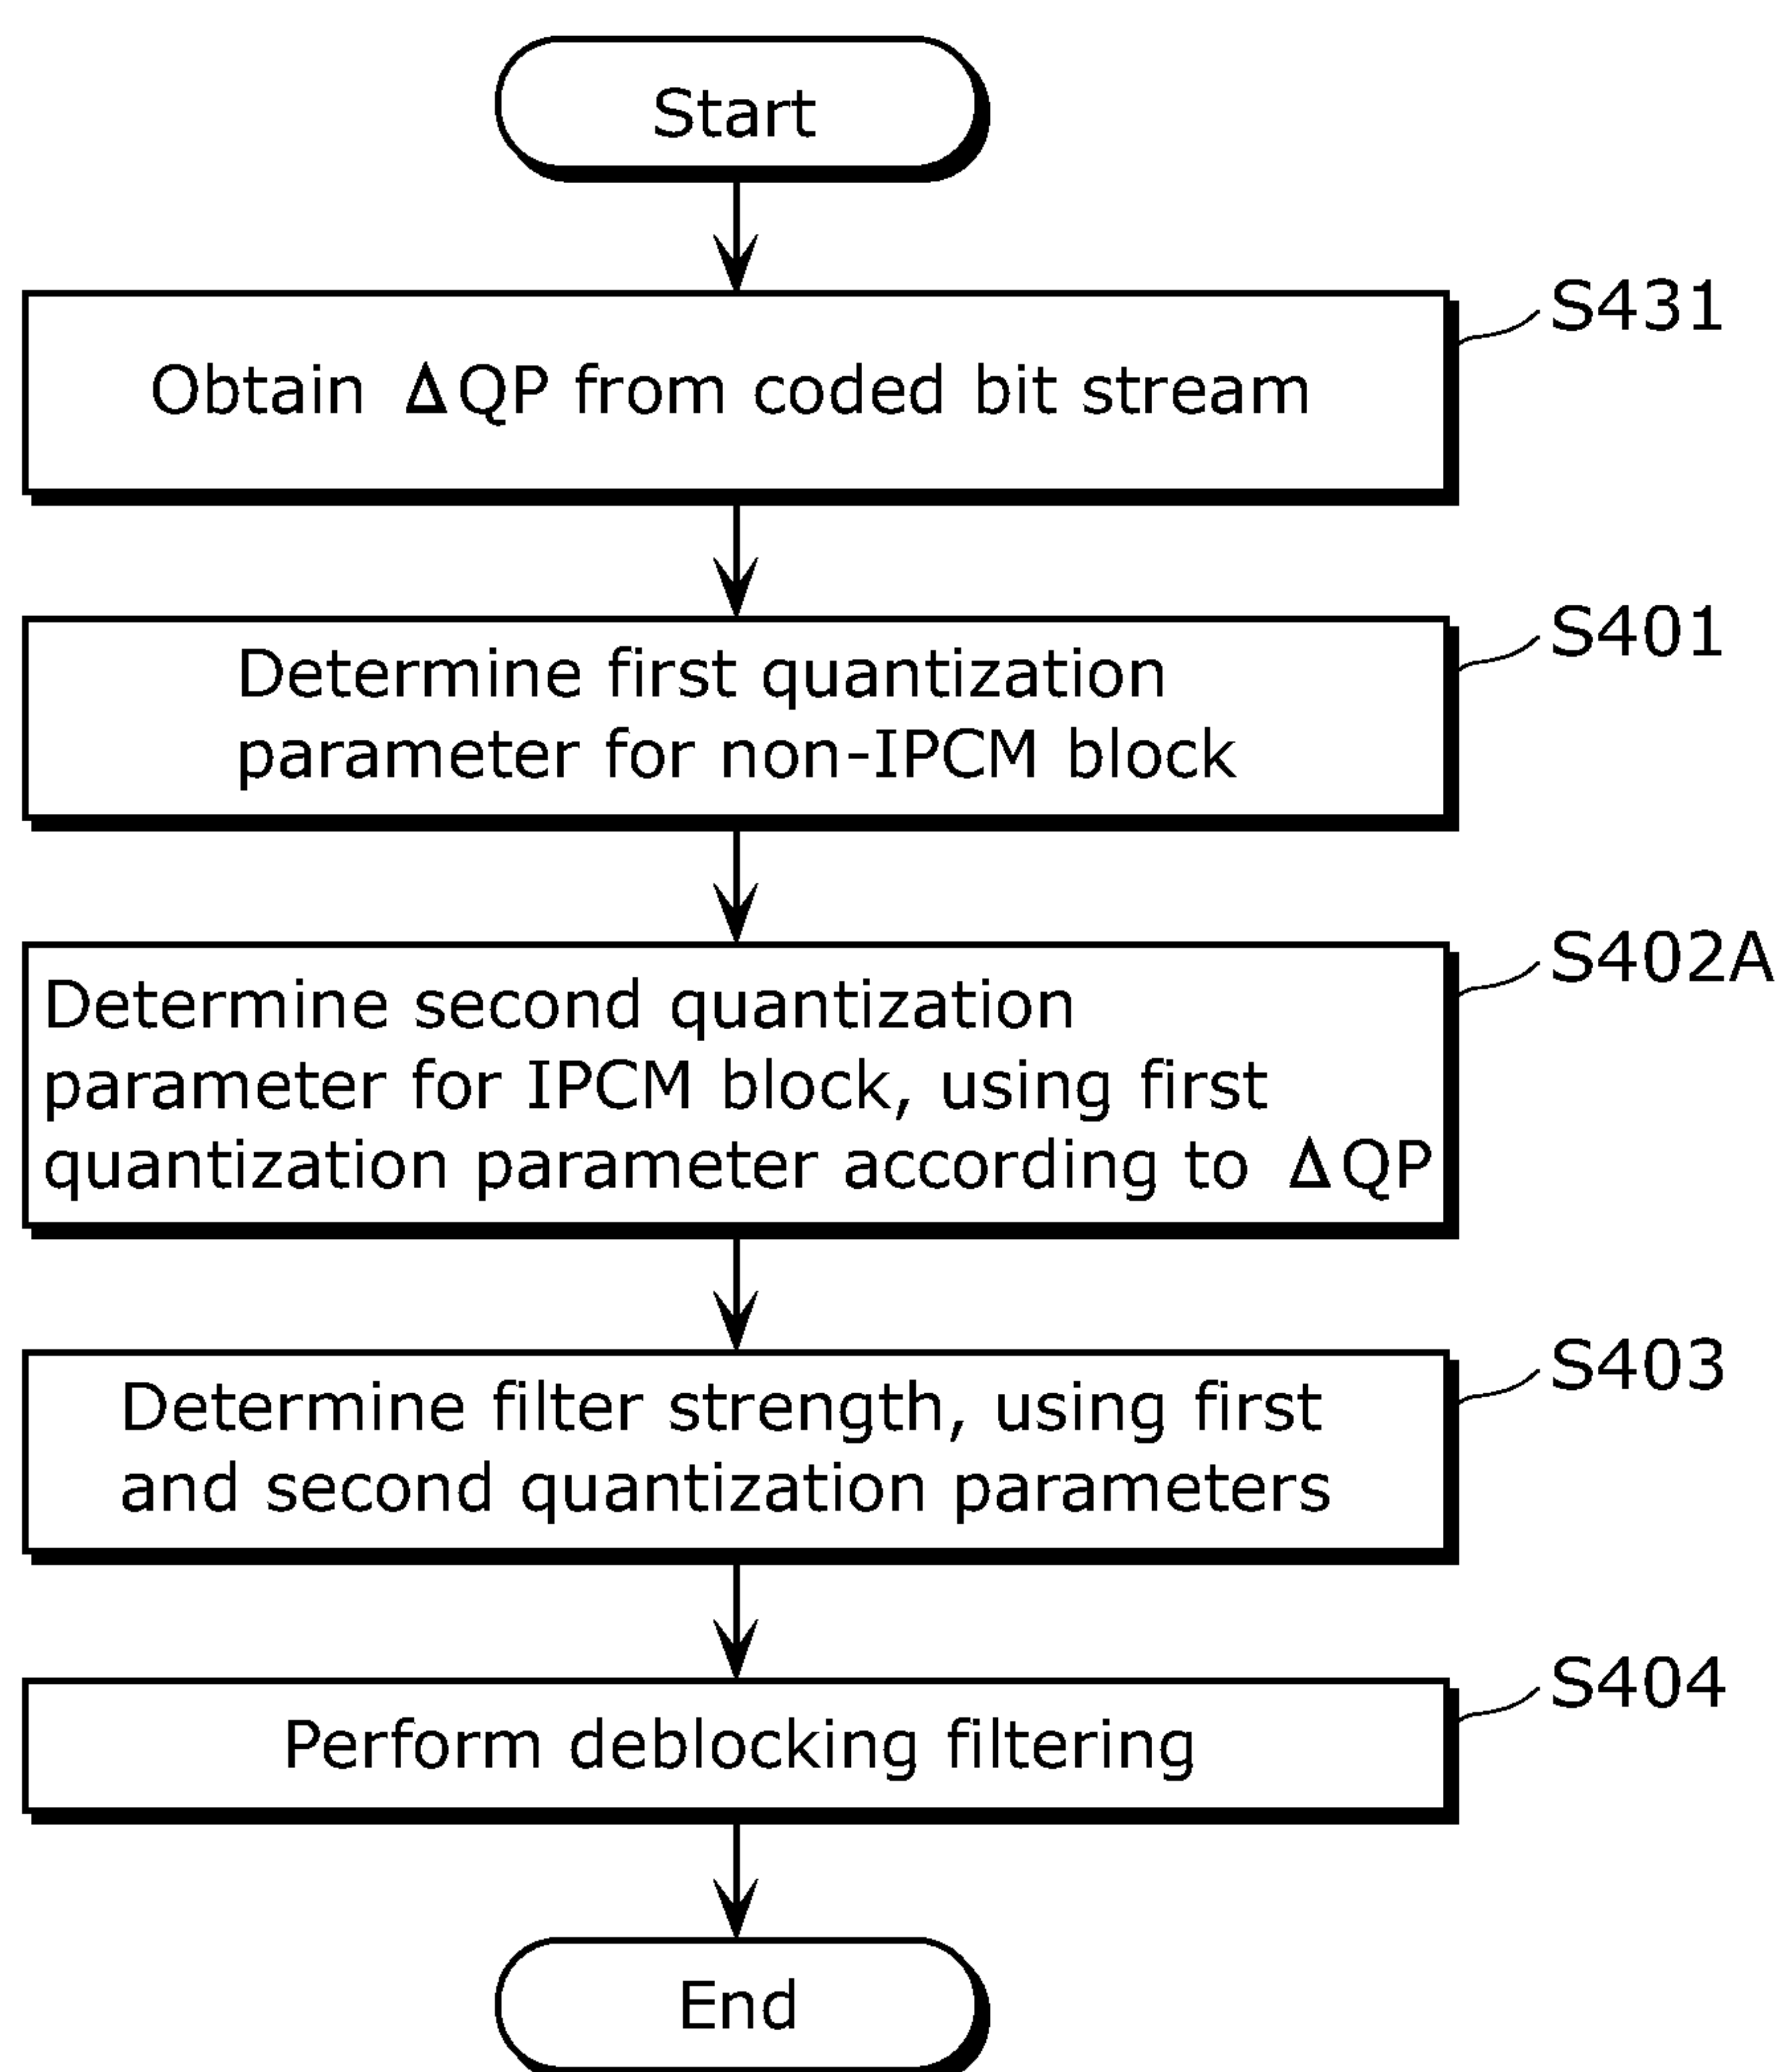 Start
S431
Obtain ΔQP from coded bit stream
S401
Determine first quantization
parameter for non-IPCM block
S402A
Determine second quantization
parameter for IPCM block, using first
quantization parameter according to ΔQP
S403
Determine filter strength, using first
and second quantization parameters
S404
Perform deblocking filtering
End